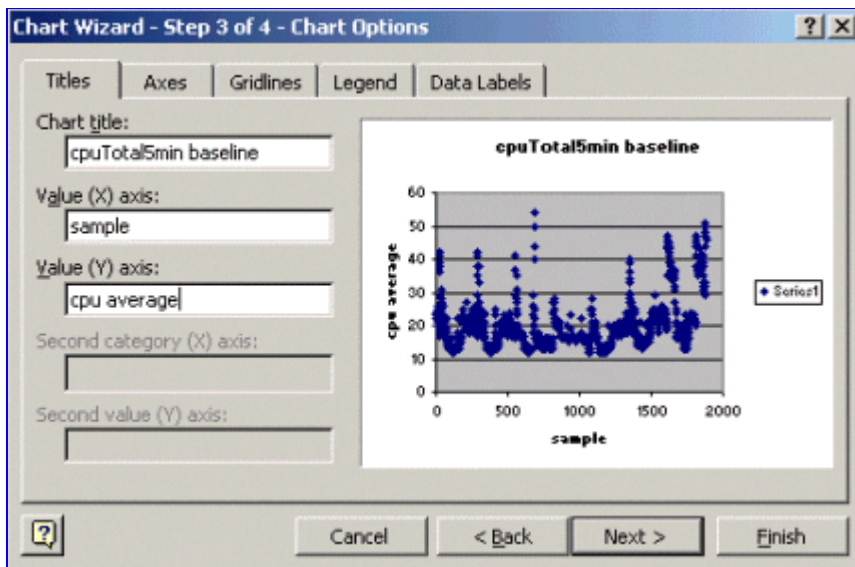 Chart Wizard - Step 3 of 4 - Chart Options
Titles Axes Gridlines Legend Data Labels
Chart title:
cpuTotal5min baseline
Value (X) axis:
sample
Value (Y) axis:
cpu average
Second category (X) axis:
Second value (Y) axis:
cpuTotal5min baseline
cpu average
60
50
40
30
20
10
0
0 500 1000 1500 2000
sample
Series1
Cancel < Back Next > Finish